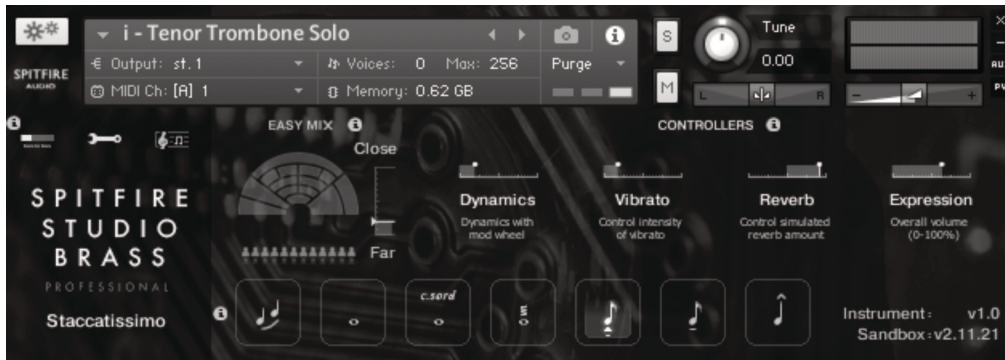 i - Tenor Trombone Solo
Output: st. 1
Voices: 0 Max: 256
Purge
MIDI Ch: [A] 1
Memory: 0.62 GB
S
M
Tune
0.00
L
R
-
+
×
-
AU
PV
SPITFIRE
AUDIO
EASY MIX
Close
Far
CONTROLLERS
Dynamics
Dynamics with
mod wheel
Vibrato
Control intensity
of vibrato
Reverb
Control simulated
reverb amount
Expression
Overall volume
(0-100%)
SPITFIRE
STUDIO
BRASS
PROFESSIONAL
Staccatissimo
c.sord
Instrument: v1.0
Sandbox: v2.11.21